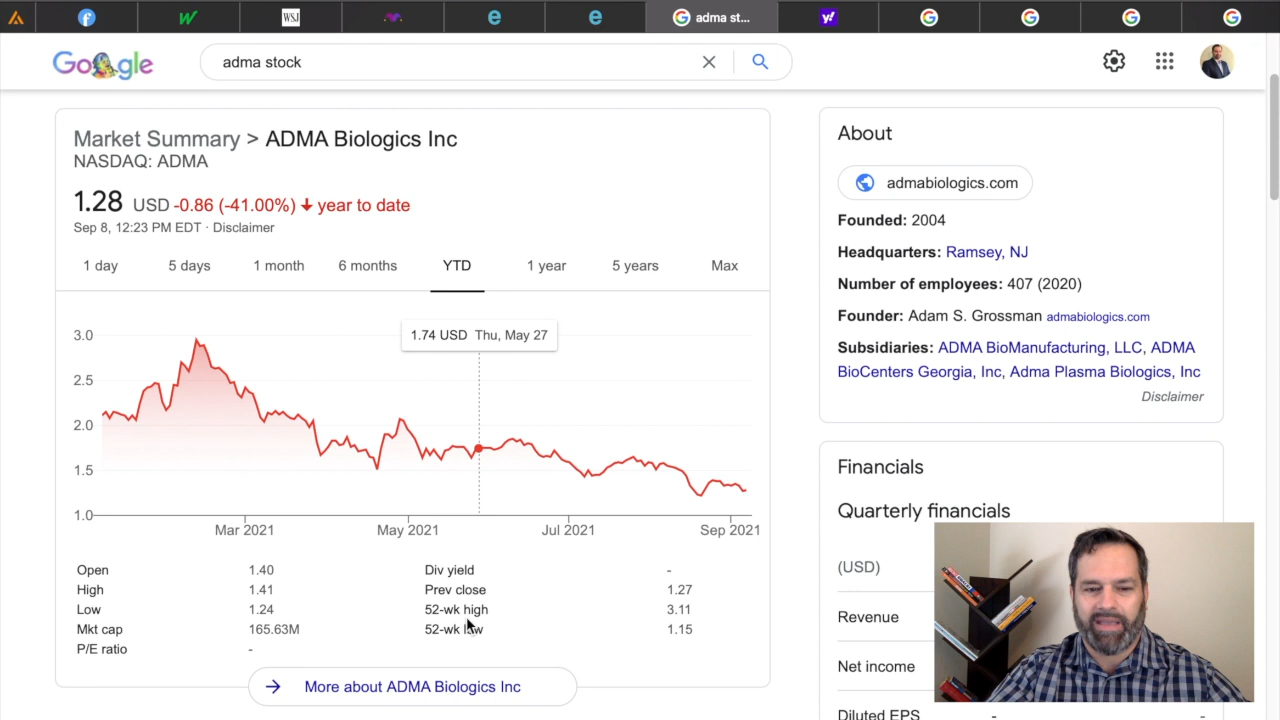 WSJ
adma st...
y!
Google
adma stock
Market Summary > ADMA Biologics Inc
NASDAQ: ADMA
1.28 USD -0.86 (-41.00%) year to date
Sep 8, 12:23 PM EDT · Disclaimer
1 day 5 days 1 month 6 months YTD 1 year 5 years Max
1.74 USD Thu, May 27
3.0
2.5
2.0
1.5
1.0
Mar 2021 May 2021 Jul 2021 Sep 2021
Open 1.40 Div yield -
High 1.41 Prev close 1.27
Low 1.24 52-wk high 3.11
Mkt cap 165.63M 52-wk low 1.15
P/E ratio -
More about ADMA Biologics Inc
About
admabiologics.com
Founded: 2004
Headquarters: Ramsey, NJ
Number of employees: 407 (2020)
Founder: Adam S. Grossman admabiologics.com
Subsidiaries: ADMA BioManufacturing, LLC, ADMA
BioCenters Georgia, Inc, Adma Plasma Biologics, Inc
Disclaimer
Financials
Quarterly financials
(USD)
Revenue
Net income
Diluted EPS - -